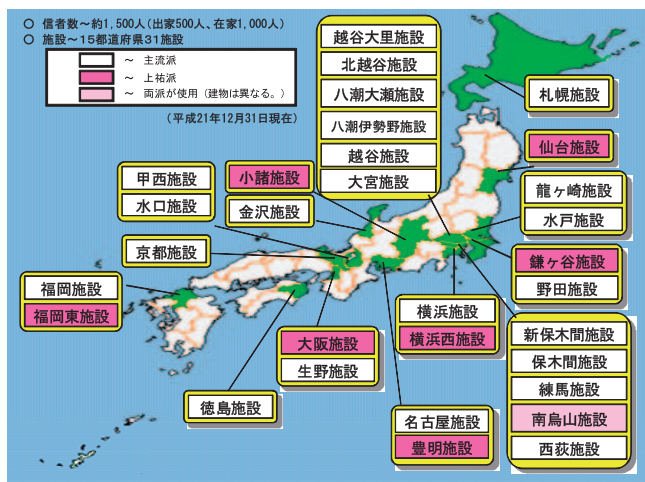 ○ 信者数～約1,500人（出家500人、在家1,000人）
○ 施設～15都道府県31施設
～ 主流派
～ 上祐派
～ 両派が使用（建物は異なる。）
（平成21年12月31日現在）
越谷大里施設
北越谷施設
八潮大瀬施設
八潮伊勢野施設
越谷施設
大宮施設
札幌施設
仙台施設
龍ヶ崎施設
水戸施設
鎌ヶ谷施設
野田施設
甲西施設
水口施設
小諸施設
金沢施設
京都施設
福岡施設
福岡東施設
大阪施設
生野施設
徳島施設
横浜施設
横浜西施設
名古屋施設
豊明施設
新保木間施設
保木間施設
練馬施設
南烏山施設
西荻施設